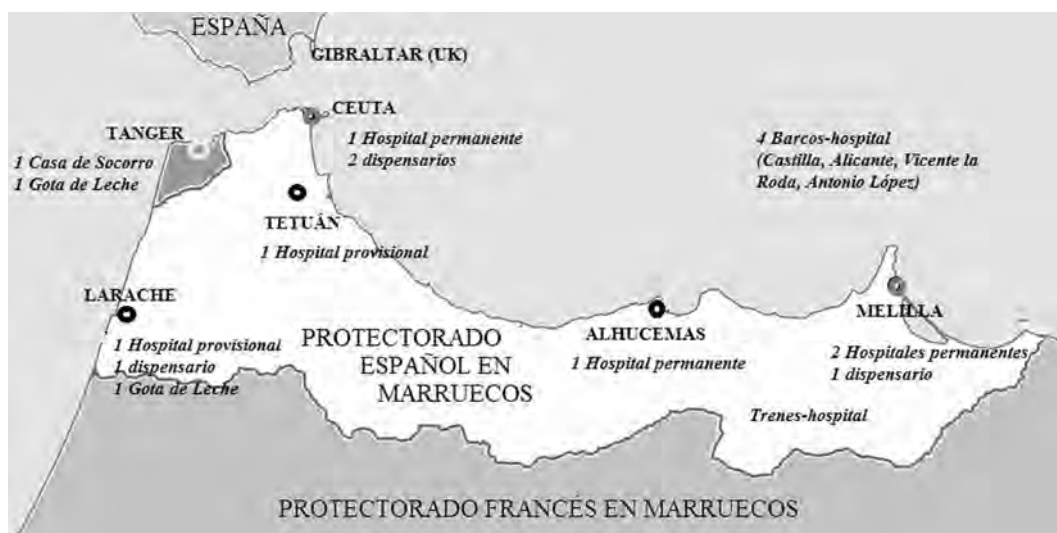 ESPAÑA
GIBRALTAR (UK)
CEUTA
1 Hospital permanente
2 dispensarios
TANGER
1 Casa de Socorro
1 Gota de Leche
4 Barcos-hospital
(Castilla, Alicante, Vicente la
Roda, Antonio López)
TETUÁN
1 Hospital provisional
LARACHE
1 Hospital provisional
1 dispensario
1 Gota de Leche
PROTECTORADO
ESPAÑOL EN
MARRUECOS
ALHUCEMAS
1 Hospital permanente
MELILLA
2 Hospitales permanentes
1 dispensario
Trenes-hospital
PROTECTORADO FRANCÉS EN MARRUECOS